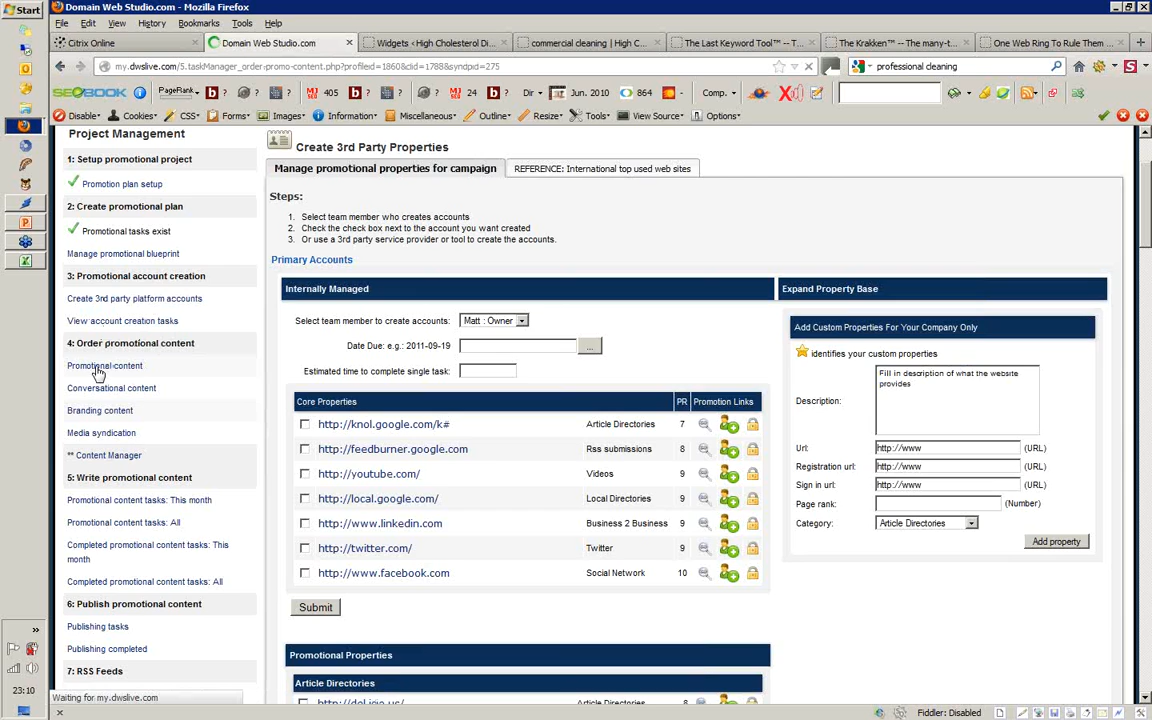 Start
Domain Web Studio.com - Mozilla Firefox
File Edit View History Bookmarks Tools Help
Citrix Online
Domain Web Studio.com
Widgets < High Cholesterol Di...
commercial cleaning | High C...
The Last Keyword Tool™ -- T...
The Krakken™ -- The many-t...
One Web Ring To Rule Them ...
my.dwslive.com/5.taskManager_order-promo-content.php?profileid=1860&clid=1788&syndpid=275
professional cleaning
SEOBOOK PageRank ? ? MJ SEO 405 ? MJ 24 ? Dir Jun. 2010 864 Comp.
Disable Cookies CSS Forms Images Information Miscellaneous Outline Resize Tools View Source Options
Project Management
1: Setup promotional project
Promotion plan setup
2: Create promotional plan
Promotional tasks exist
Manage promotional blueprint
3: Promotional account creation
Create 3rd party platform accounts
View account creation tasks
4: Order promotional content
Promotional content
Conversational content
Branding content
Media syndication
** Content Manager
5: Write promotional content
Promotional content tasks: This month
Promotional content tasks: All
Completed promotional content tasks: This
month
Completed promotional content tasks: All
6: Publish promotional content
Publishing tasks
Publishing completed
7: RSS Feeds
Create 3rd Party Properties
Manage promotional properties for campaign
REFERENCE: International top used web sites
Steps:
1. Select team member who creates accounts
2. Check the check box next to the account you want created
3. Or use a 3rd party service provider or tool to create the accounts.
Primary Accounts
Internally Managed
Select team member to create accounts: Matt : Owner
Date Due: e.g.: 2011-09-19 ...
Estimated time to complete single task:
Core Properties PR Promotion Links
http://knol.google.com/k# Article Directories 7
http://feedburner.google.com Rss submissions 8
http://youtube.com/ Videos 9
http://local.google.com/ Local Directories 9
http://www.linkedin.com Business 2 Business 9
http://twitter.com/ Twitter 9
http://www.facebook.com Social Network 10
Submit
Promotional Properties
Article Directories
Expand Property Base
Add Custom Properties For Your Company Only
identifies your custom properties
Description: Fill in description of what the website
provides
Url: http://www (URL)
Registration url: http://www (URL)
Sign in url: http://www (URL)
Page rank: (Number)
Category: Article Directories
Add property
23:10
Waiting for my.dwslive.com
Fiddler: Disabled